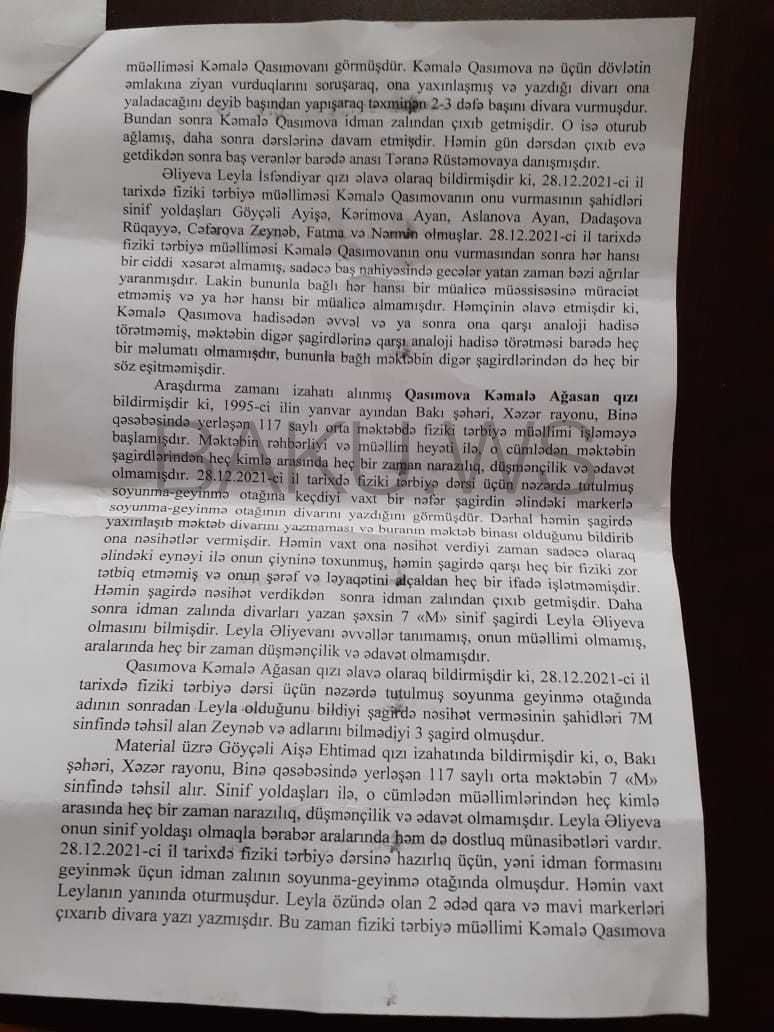 müəlliməsi Kəmalə Qasımovanı görmüşdür. Kəmalə Qasımova nə üçün dövlətin
əmlakına ziyan vurduqlarını soruşaraq, ona yaxınlaşmış və yazdığı divarı ona
yaladacağını deyib başından yapışaraq təxminən 2-3 dəfə başını divara vurmuşdur.
Bundan sonra Kəmalə Qasımova idman zalından çıxıb getmişdir. O isə oturub
ağlamış, daha sonra dərslərinə davam etmişdir. Həmin gün dərsdən çıxıb evə
getdikdən sonra baş verənlər barədə anası Təranə Rüstəmovaya danışmışdır.
Əliyeva Leyla İsfəndiyar qızı əlavə olaraq bildirmişdir ki, 28.12.2021-ci il
tarixdə fiziki tərbiyə müəlliməsi Kəmalə Qasımovanın onu vurmasının şahidləri
sinif yoldaşları Göyçəli Ayişə, Kərimova Ayan, Aslanova Ayan, Dadaşova
Rüqayyə, Cəfərova Zeynəb, Fatma və Nərmin olmuşlar. 28.12.2021-ci il tarixdə
fiziki tərbiyə müəlliməsi Kəmalə Qasımovanın onu vurmasından sonra hər hansı
bir ciddi xəsarət almamış, sadəcə baş nahiyəsində gecələr yatan zaman bəzi ağrılar
yaranmışdır. Lakin bununla bağlı hər hansı bir müalicə müəssisəsinə müraciət
etməmiş və ya hər hansı bir müalicə almamışdır. Həmçinin əlavə etmişdir ki,
Kəmalə Qasımova hadisədən əvvəl və ya sonra ona qarşı analoji hadisə
törətməmiş, məktəbin digər şagirdlərinə qarşı analoji hadisə törətməsi barədə heç
bir məlumatı olmamışdır, bununla bağlı məktəbin digər şagirdlərindən də heç bir
söz eşitməmişdir.
Araşdırma zamanı izahatı alınmış Qasımova Kəmalə Ağasan qızı
bildirmişdir ki, 1995-ci ilin yanvar ayından Bakı şəhəri, Xəzər rayonu, Binə
qəsəbəsində yerləşən 117 saylı orta məktəbdə fiziki tərbiyə müəllimi işləməyə
başlamışdır. Məktəbin rəhbərliyi və müəllim heyəti ilə, o cümlədən məktəbin
şagirdlərindən heç kimlə arasında heç bir zaman narazılıq, düşmənçilik və ədavət
olmamışdır. 28.12.2021-ci il tarixdə fiziki tərbiyə dərsi üçün nəzərdə tutulmuş
soyunma-geyinmə otağına keçdiyi vaxt bir nəfər şagirdin əlindəki markerlə
soyunma-geyinmə otağının divarını yazdığını görmüşdür. Dərhal həmin şagirdə
yaxınlaşıb məktəb divarını yazmaması və buranın məktəb binası olduğunu bildirib
ona nəsihətlər vermişdir. Həmin vaxt ona nəsihət verdiyi zaman sadəcə olaraq
əlindəki eynəyi ilə onun çiyninə toxunmuş, həmin şagirdə qarşı heç bir fiziki zor
tətbiq etməmiş və onun şərəf və ləyaqətini alçaldan heç bir ifadə işlətməmişdir.
Həmin şagirdə nəsihət verdikdən sonra idman zalından çıxıb getmişdir. Daha
sonra idman zalında divarları yazan şəxsin 7 «M» sinif şagirdi Leyla Əliyeva
olmasını bilmişdir. Leyla Əliyevanı əvvəllər tanımamış, onun müəllimi olmamış,
aralarında heç bir zaman düşmənçilik və ədavət olmamışdır.
Qasımova Kəmalə Ağasan qızı əlavə olaraq bildirmişdir ki, 28.12.2021-ci il
tarixdə fiziki tərbiyə dərsi üçün nəzərdə tutulmuş soyunma geyinmə otağında
adının sonradan Leyla olduğunu bildiyi şagirdə nəsihət verməsinin şahidləri 7M
sinfində təhsil alan Zeynəb və adlarını bilmədiyi 3 şagird olmuşdur.
Material üzrə Göyçəli Aişə Ehtimad qızı izahatında bildirmişdir ki, o, Bakı
şəhəri, Xəzər rayonu, Binə qəsəbəsində yerləşən 117 saylı orta məktəbin 7 «M»
sinfində təhsil alır. Sinif yoldaşları ilə, o cümlədən müəllimlərindən heç kimlə
arasında heç bir zaman narazılıq, düşmənçilik və ədavət olmamışdır. Leyla Əliyeva
onun sinif yoldaşı olmaqla bərabər aralarında həm də dostluq münasibətləri vardır.
28.12.2021-ci il tarixdə fiziki tərbiyə dərsinə hazırlıq üçün, yəni idman formasını
geyinmək üçun idman zalının soyunma-geyinmə otağında olmuşdur. Həmin vaxt
Leylanın yanında oturmuşdur. Leyla özündə olan 2 ədəd qara və mavi markerləri
çıxarıb divara yazı yazmışdır. Bu zaman fiziki tərbiyə müəllimi Kəmalə Qasımova
BAKU.WS